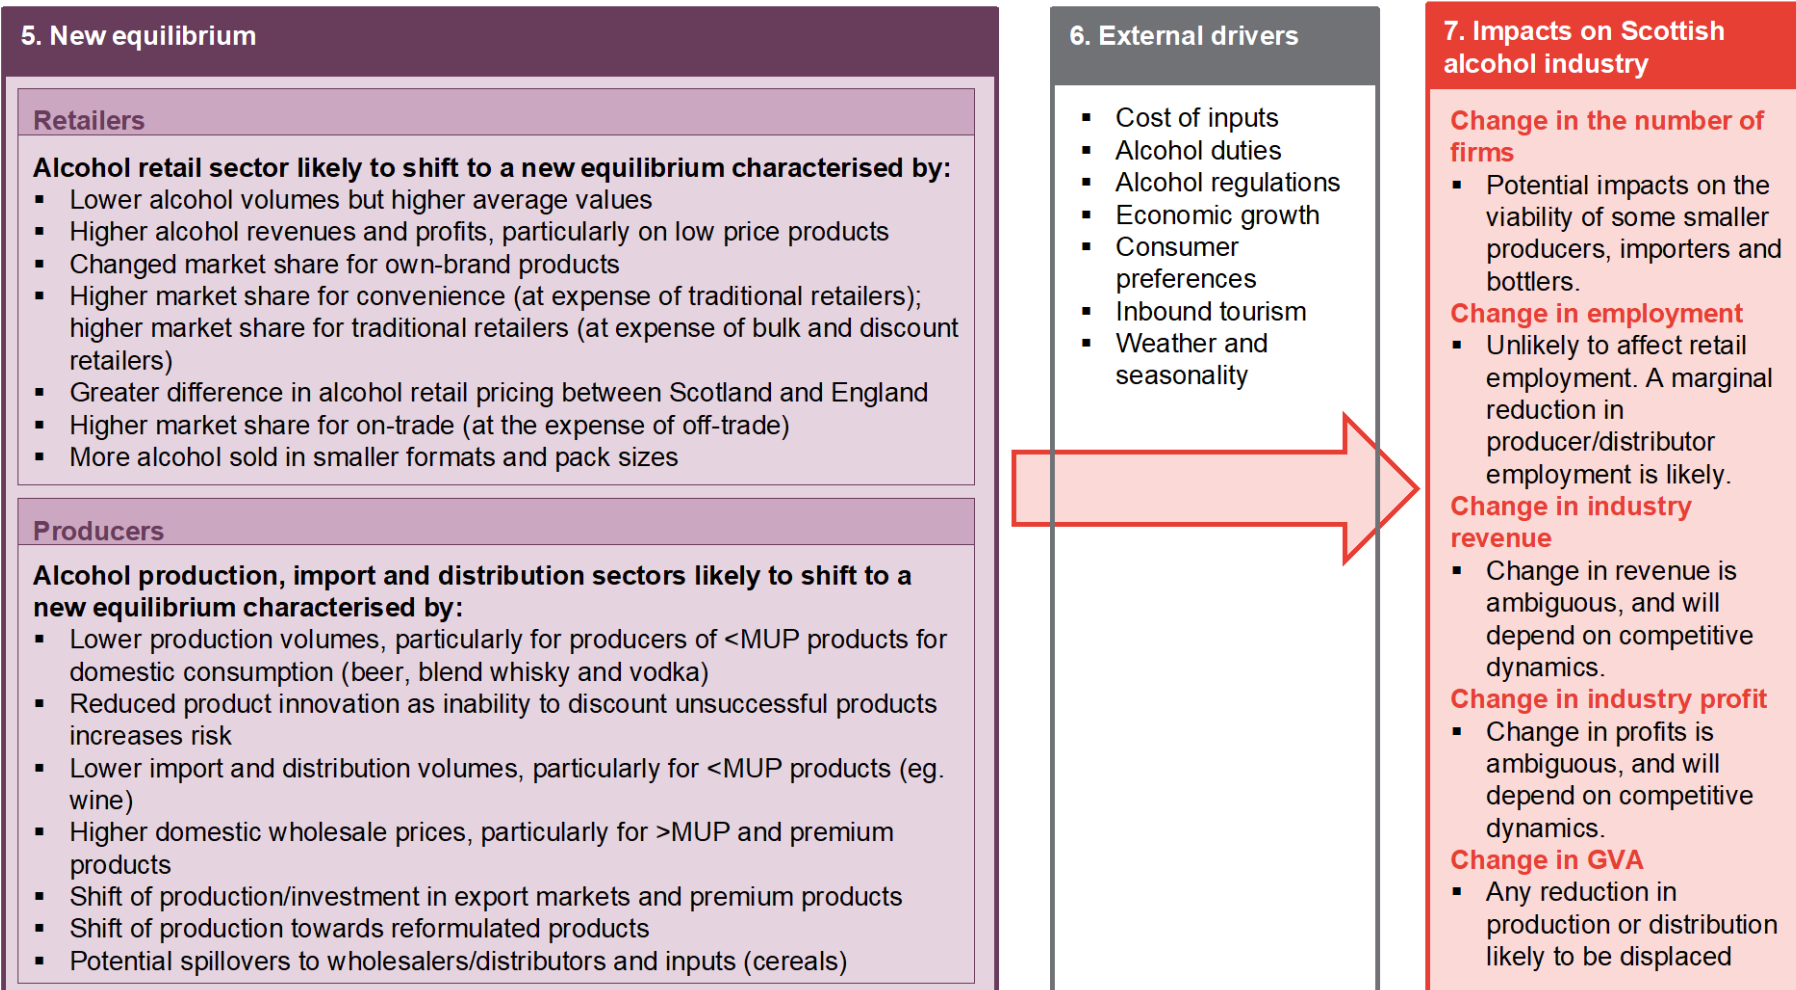 5. New equilibrium
Retailers
Alcohol retail sector likely to shift to a new equilibrium characterised by:
▪ Lower alcohol volumes but higher average values
▪ Higher alcohol revenues and profits, particularly on low price products
▪ Changed market share for own-brand products
▪ Higher market share for convenience (at expense of traditional retailers);
higher market share for traditional retailers (at expense of bulk and discount
retailers)
▪ Greater difference in alcohol retail pricing between Scotland and England
▪ Higher market share for on-trade (at the expense of off-trade)
▪ More alcohol sold in smaller formats and pack sizes
Producers
Alcohol production, import and distribution sectors likely to shift to a
new equilibrium characterised by:
▪ Lower production volumes, particularly for producers of <MUP products for
domestic consumption (beer, blend whisky and vodka)
▪ Reduced product innovation as inability to discount unsuccessful products
increases risk
▪ Lower import and distribution volumes, particularly for <MUP products (eg.
wine)
▪ Higher domestic wholesale prices, particularly for >MUP and premium
products
▪ Shift of production/investment in export markets and premium products
▪ Shift of production towards reformulated products
▪ Potential spillovers to wholesalers/distributors and inputs (cereals)
6. External drivers
▪ Cost of inputs
▪ Alcohol duties
▪ Alcohol regulations
▪ Economic growth
▪ Consumer
preferences
▪ Inbound tourism
▪ Weather and
seasonality
7. Impacts on Scottish
alcohol industry
Change in the number of
firms
▪ Potential impacts on the
viability of some smaller
producers, importers and
bottlers.
Change in employment
▪ Unlikely to affect retail
employment. A marginal
reduction in
producer/distributor
employment is likely.
Change in industry
revenue
▪ Change in revenue is
ambiguous, and will
depend on competitive
dynamics.
Change in industry profit
▪ Change in profits is
ambiguous, and will
depend on competitive
dynamics.
Change in GVA
▪ Any reduction in
production or distribution
likely to be displaced